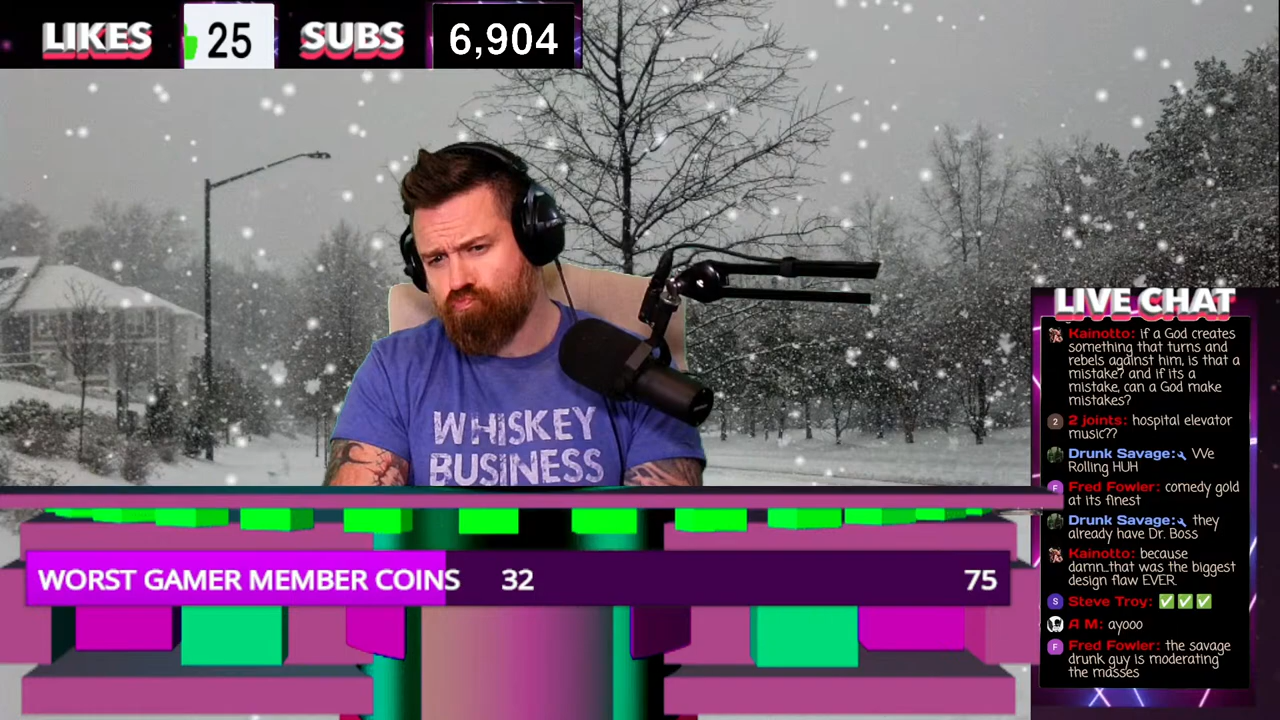 LIKES 25 SUBS 6,904
WHISKEY
BUSINESS
WORST GAMER MEMBER COINS 32 75
LIVE CHAT
Kainotto: if a God creates
something that turns and
rebels against him, is that a
mistake? and if its a
mistake, can a God make
mistakes?
2 2 joints: hospital elevator
music??
Drunk Savage: We
Rolling HUH
F Fred Fowler: comedy gold
at its finest
Drunk Savage: they
already have Dr. Boss
Kainotto: because
damn..that was the biggest
design flaw EVER.
S Steve Troy: ✅✅✅
A M: ayooo
F Fred Fowler: the savage
drunk guy is moderating
the masses